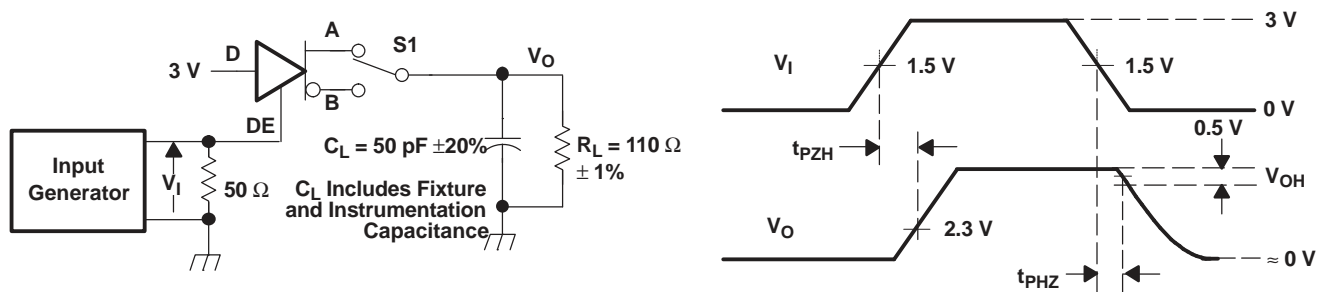 A
S1
D
3 V
B
DE
VO
Input
Generator
VI
50 Ω
CL = 50 pF ±20%
CL Includes Fixture
and Instrumentation
Capacitance
RL = 110 Ω
± 1%
3 V
VI
1.5 V
1.5 V
0 V
0.5 V
tPZH
VOH
VO
2.3 V
≈ 0 V
tPHZ